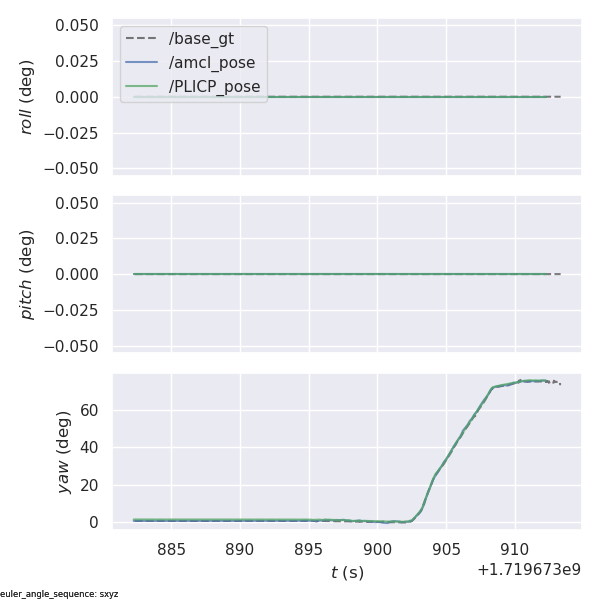 0.050
0.025
0.000
−0.025
−0.050
roll (deg)
/base_gt
/amcl_pose
/PLICP_pose
0.050
0.025
0.000
−0.025
−0.050
pitch (deg)
60
40
20
0
yaw (deg)
885 890 895 900 905 910
t (s)
+1.719673e9
euler_angle_sequence: sxyz